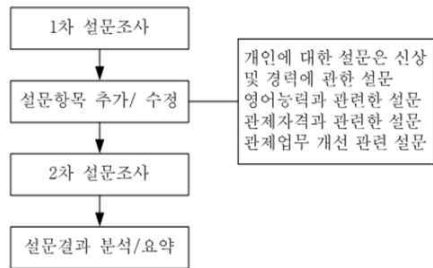 1차 설문조사
설문항목 추가/ 수정
개인에 대한 설문은 신상
및 경력에 관한 설문
영어능력과 관련한 설문
관제자격과 관련한 설문
관제업무 개선 관련 설문
2차 설문조사
설문결과 분석/요약